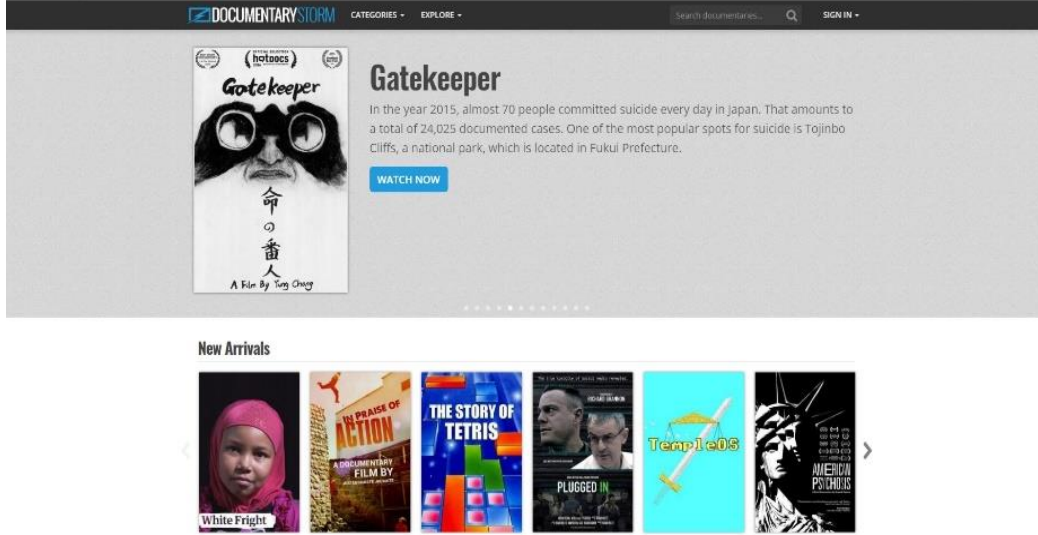 DOCUMENTARYSTORM
CATEGORIES
EXPLORE
Search documentaries...
SIGN IN
hotDOCS
Gatekeeper
命
の
番
人
A Film By Yung Chang
Gatekeeper
In the year 2015, almost 70 people committed suicide every day in Japan. That amounts to
a total of 24,025 documented cases. One of the most popular spots for suicide is Tojinbo
Cliffs, a national park, which is located in Fukui Prefecture.
WATCH NOW
New Arrivals
White Fright
IN PRAISE OF
ACTION
A DOCUMENTARY
FILM BY
THE STORY OF
TETRIS
PLUGGED IN
TempleOS
AMERICAN
PSYCHOSIS